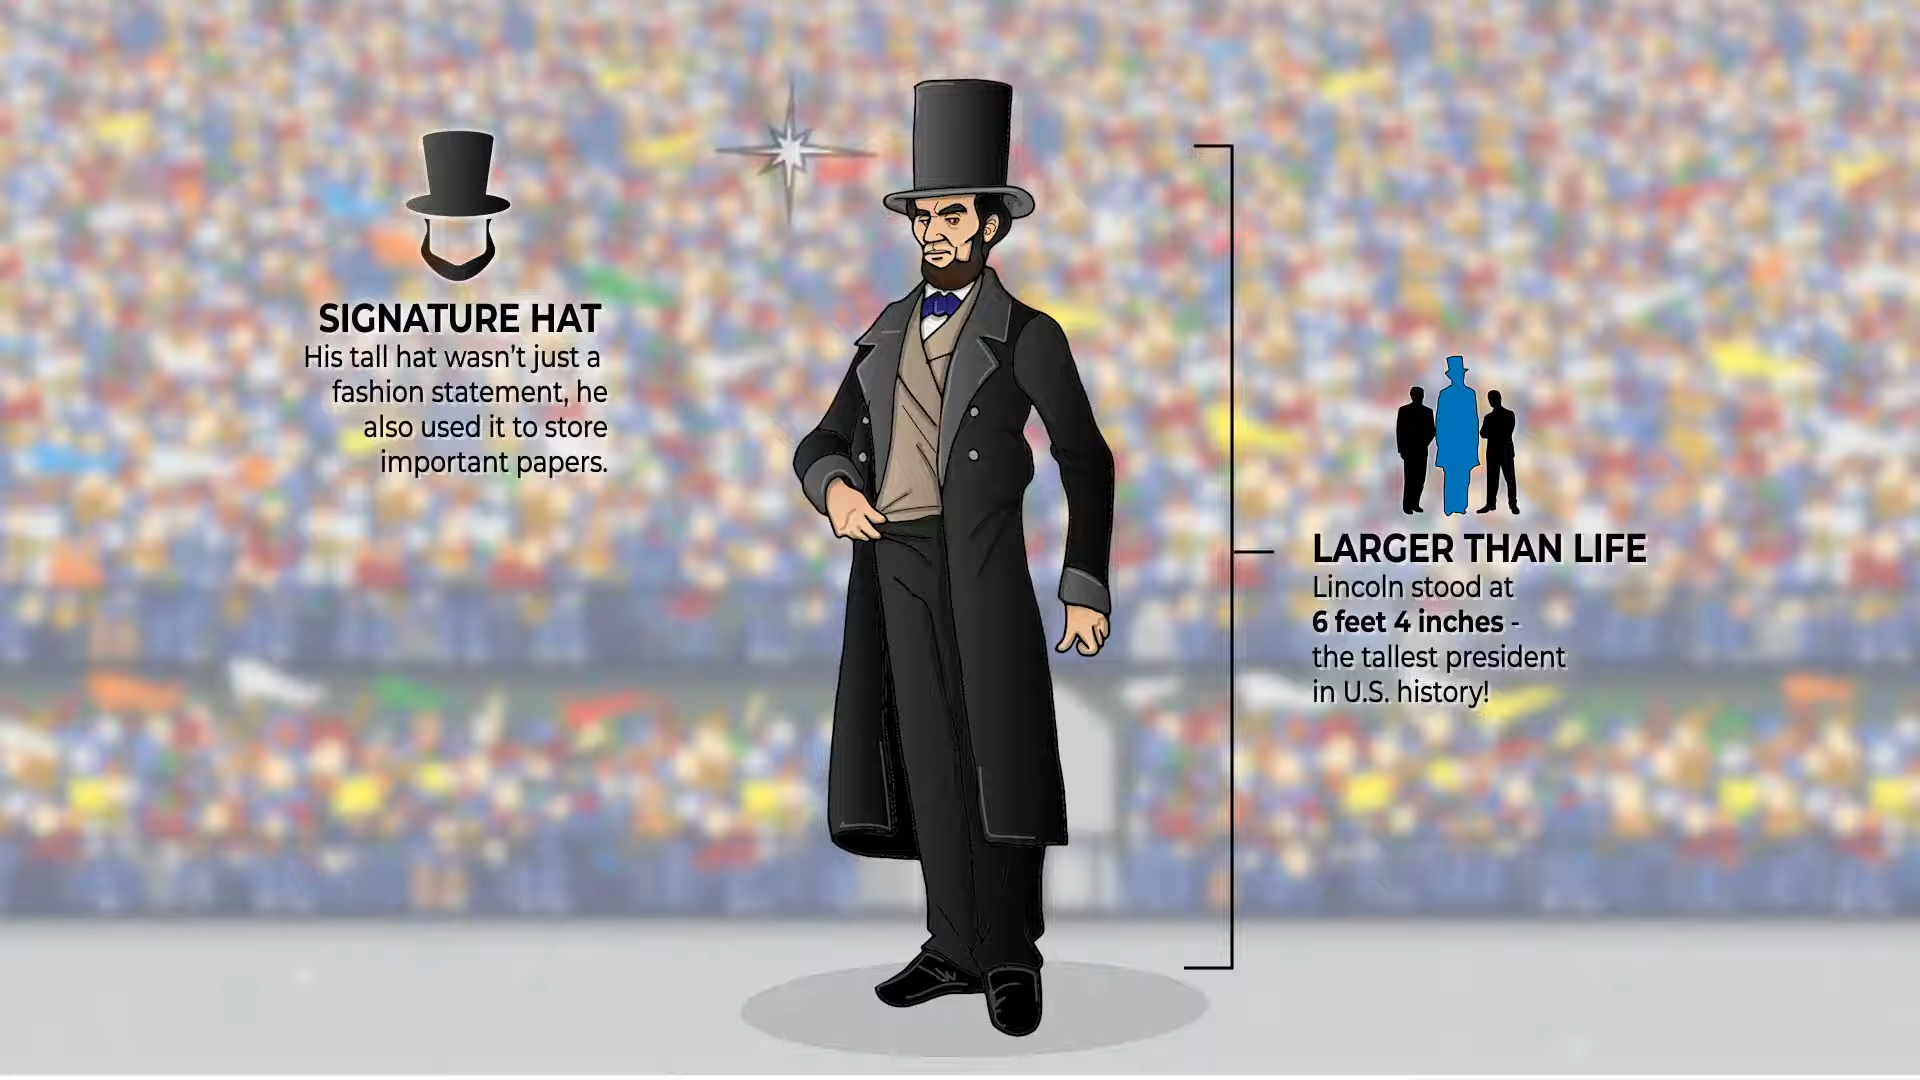 SIGNATURE HAT
His tall hat wasn't just a
fashion statement, he
also used it to store
important papers.
LARGER THAN LIFE
Lincoln stood at
6 feet 4 inches -
the tallest president
in U.S. history!